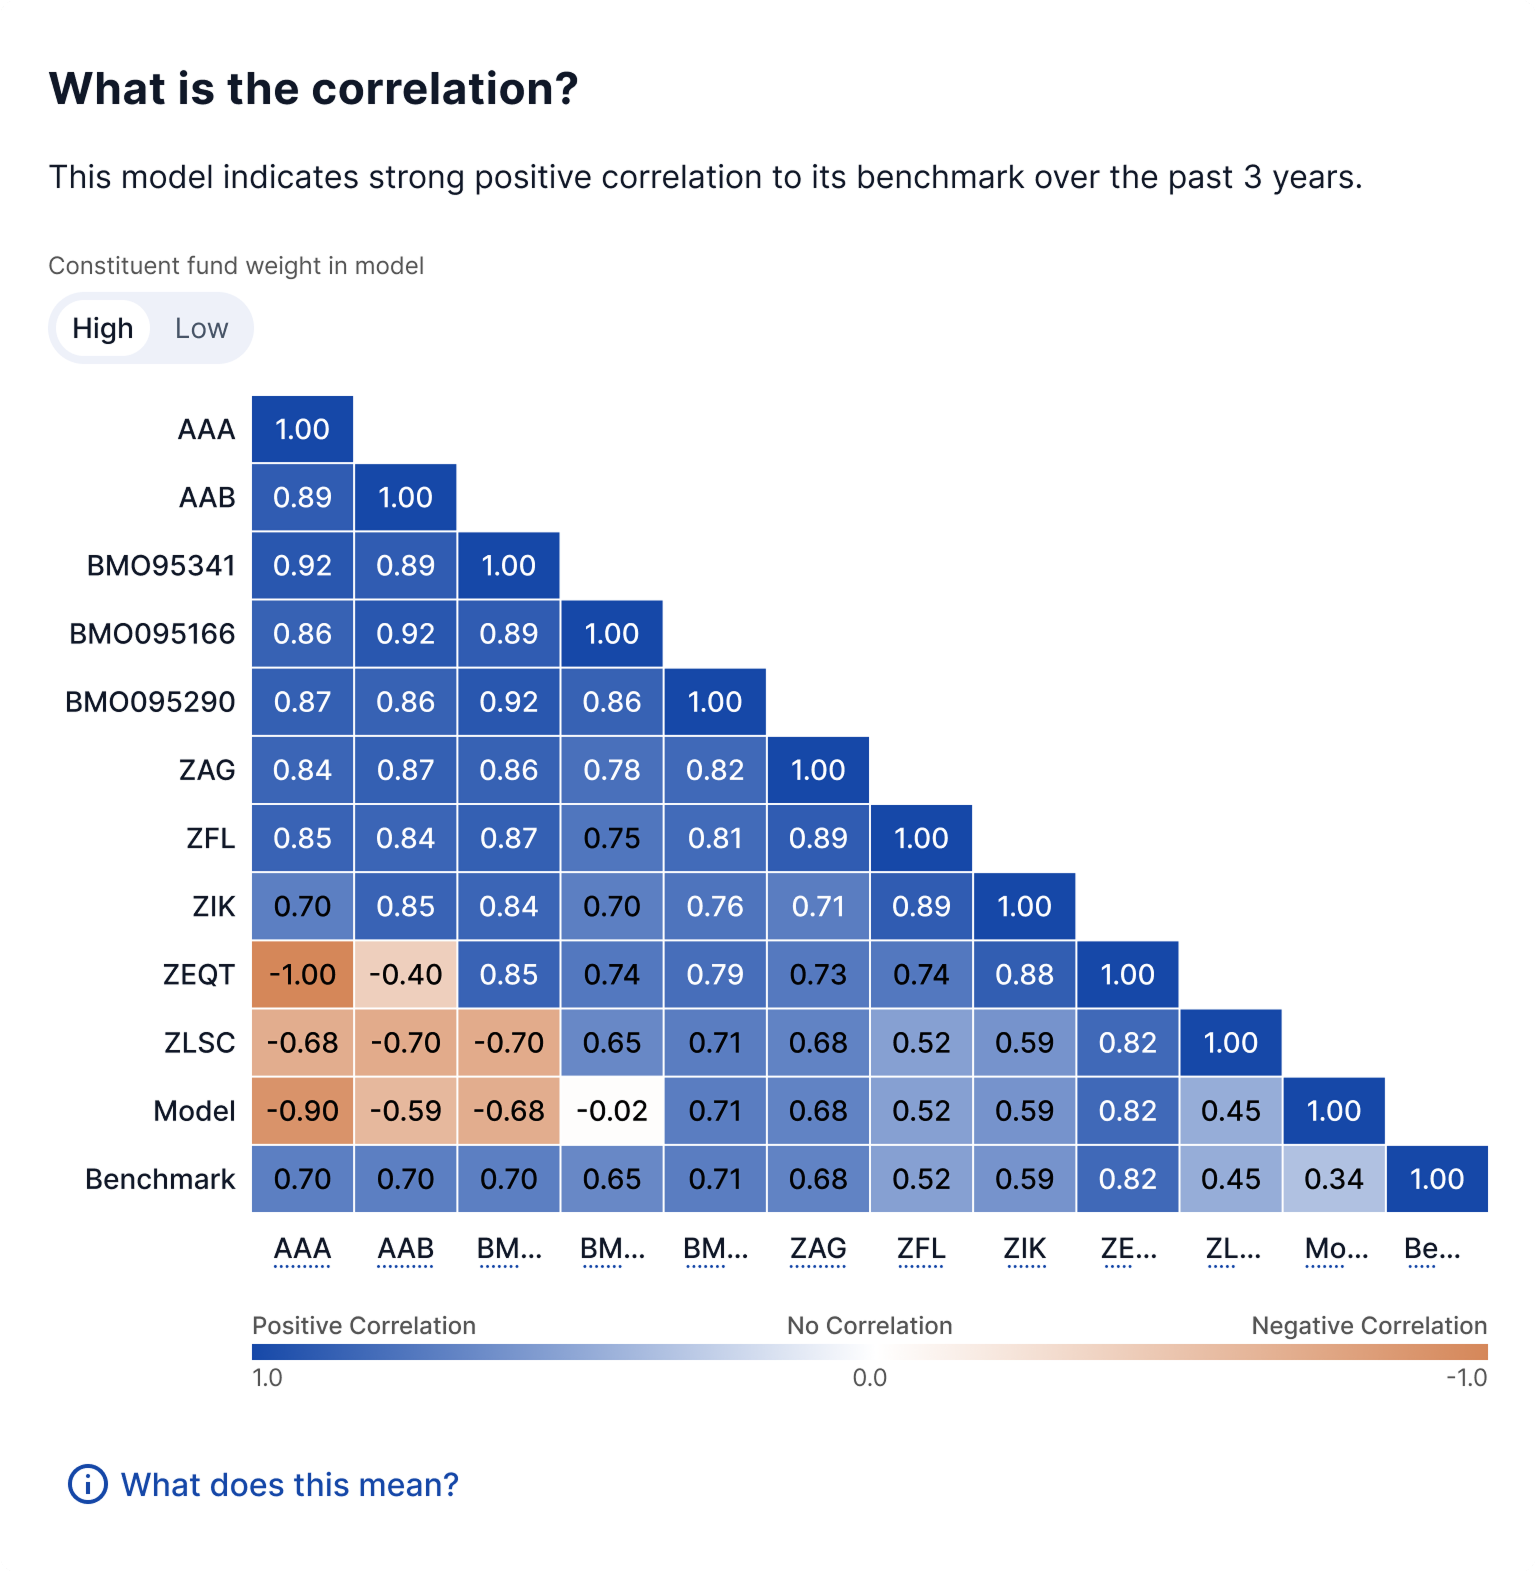 What is the correlation?
This model indicates strong positive correlation to its benchmark over the past 3 years.
Constituent fund weight in model
High Low
AAA 1.00
AAB 0.89 1.00
BMO95341 0.92 0.89 1.00
BMO095166 0.86 0.92 0.89 1.00
BMO095290 0.87 0.86 0.92 0.86 1.00
ZAG 0.84 0.87 0.86 0.78 0.82 1.00
ZFL 0.85 0.84 0.87 0.75 0.81 0.89 1.00
ZIK 0.70 0.85 0.84 0.70 0.76 0.71 0.89 1.00
ZEQT -1.00 -0.40 0.85 0.74 0.79 0.73 0.74 0.88 1.00
ZLSC -0.68 -0.70 -0.70 0.65 0.71 0.68 0.52 0.59 0.82 1.00
Model -0.90 -0.59 -0.68 -0.02 0.71 0.68 0.52 0.59 0.82 0.45 1.00
Benchmark 0.70 0.70 0.70 0.65 0.71 0.68 0.52 0.59 0.82 0.45 0.34 1.00
AAA AAB BM... BM... BM... ZAG ZFL ZIK ZE... ZL... Mo... Be...
Positive Correlation No Correlation Negative Correlation
1.0 0.0 -1.0
What does this mean?